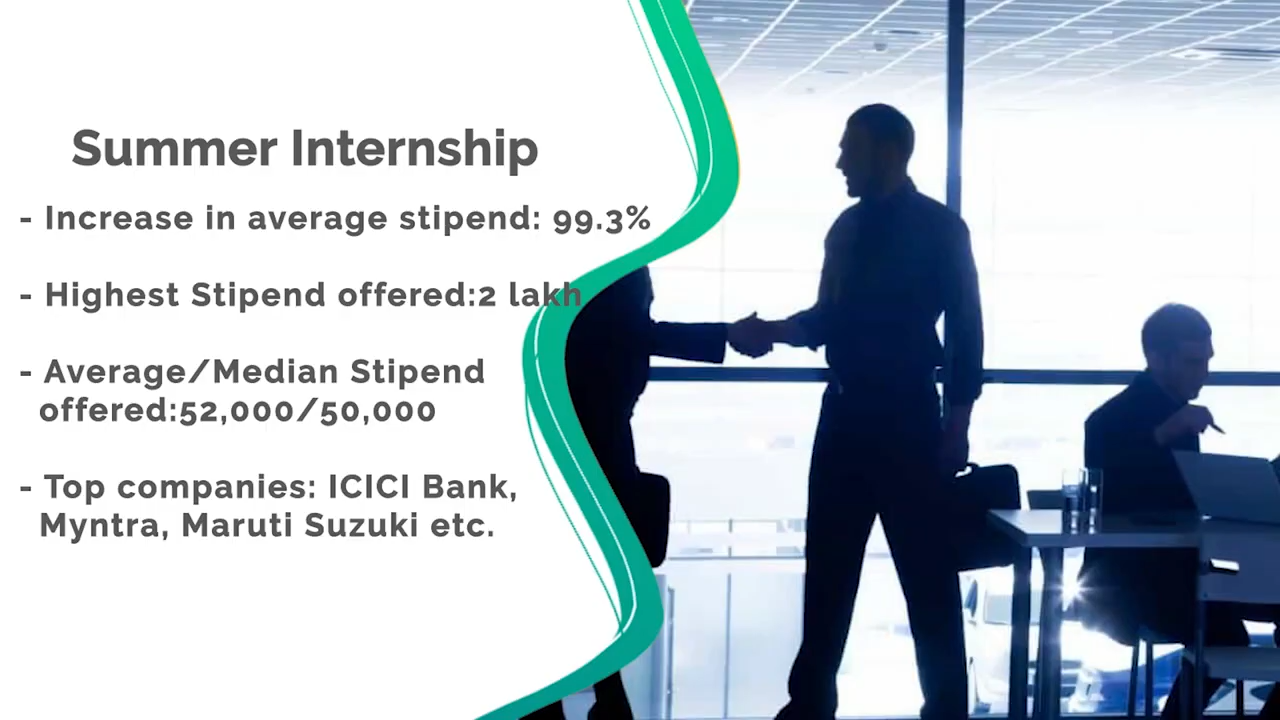 Summer Internship
- Increase in average stipend: 99.3%
- Highest Stipend offered:2 lakh
- Average/Median Stipend
offered:52,000/50,000
- Top companies: ICICI Bank,
Myntra, Maruti Suzuki etc.